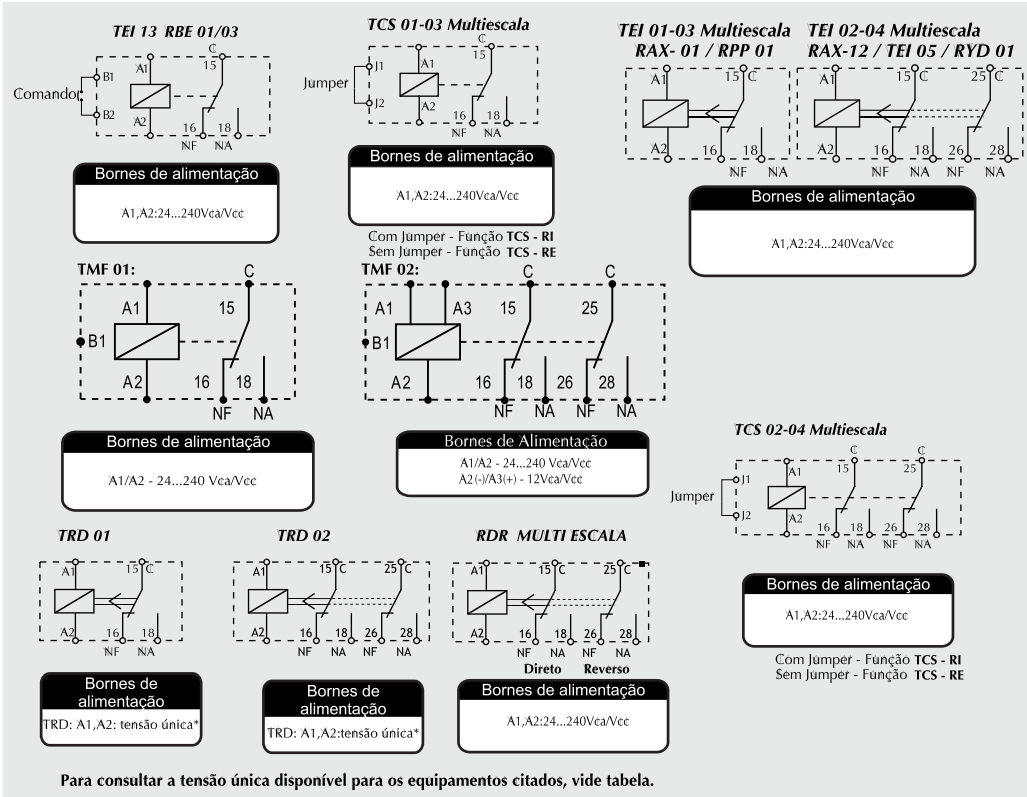 TEI 13 RBE 01/03
C
A1
15
B1
Comando
B2
A2
16
18
NF
NA
Bornes de alimentação
A1,A2:24...240Vca/Vcc
TCS 01-03 Multiescala
C
J1
A1
15
Jumper
J2
A2
16
18
NF
NA
Bornes de alimentação
A1,A2:24...240Vca/Vcc
Com Jumper - Função TCS - RI
Sem Jumper - Função TCS - RE
TEI 01-03 Multiescala
RAX- 01 / RPP 01
A1
15
C
A2
16
18
NF
NA
TEI 02-04 Multiescala
RAX-12 / TEI 05 / RYD 01
A1
15
C
25
C
A2
16
18
26
28
NF
NA
NF
NA
Bornes de alimentação
A1,A2:24...240Vca/Vcc
TMF 01:
C
A1
15
B1
A2
16
18
NF
NA
Bornes de alimentação
A1/A2 - 24...240 Vca/Vcc
TMF 02:
C
C
A1
A3
15
25
B1
A2
16
18
26
28
NF
NA
NF
NA
Bornes de Alimentação
A1/A2 - 24...240 Vca/Vcc
A2(-)/A3(+) - 12Vca/Vcc
TCS 02-04 Multiescala
C
C
J1
A1
15
25
Jumper
J2
A2
16
18
26
28
NF
NA
NF
NA
Bornes de alimentação
A1,A2:24...240Vca/Vcc
Com Jumper - Função TCS - RI
Sem Jumper - Função TCS - RE
TRD 01
A1
15
C
A2
16
18
NF
NA
Bornes de
alimentação
TRD: A1,A2: tensão única*
TRD 02
A1
15
C
25
C
A2
16
18
26
28
NF
NA
NF
NA
Bornes de
alimentação
TRD: A1,A2:tensão única*
RDR MULTI ESCALA
A1
15
C
25
C
A2
16
18
26
28
NF
NA
NF
NA
Direto
Reverso
Bornes de alimentação
A1,A2:24...240Vca/Vcc
Para consultar a tensão única disponível para os equipamentos citados, vide tabela.